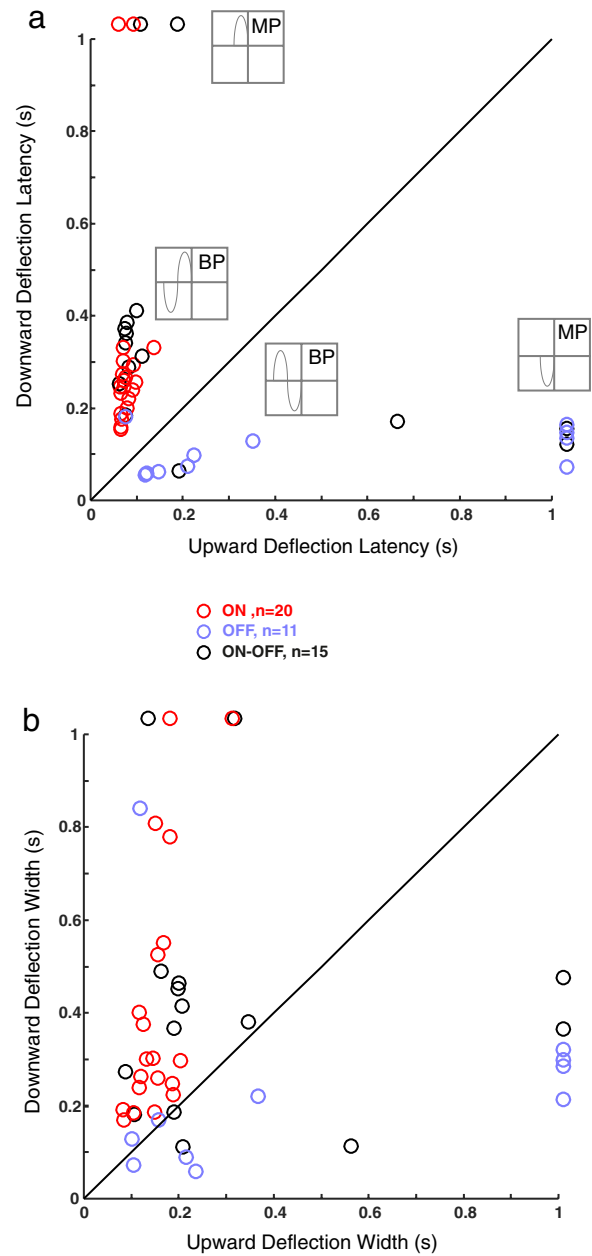 a
MP
1
0.8
0.6
BP
0.4
BP
MP
0.2
0
0 0.2 0.4 0.6 0.8 1
Downward Deflection Latency (s)
Upward Deflection Latency (s)
ON ,n=20
OFF, n=11
ON-OFF, n=15
b
1
0.8
0.6
0.4
0.2
0
0 0.2 0.4 0.6 0.8 1
Downward Deflection Width (s)
Upward Deflection Width (s)